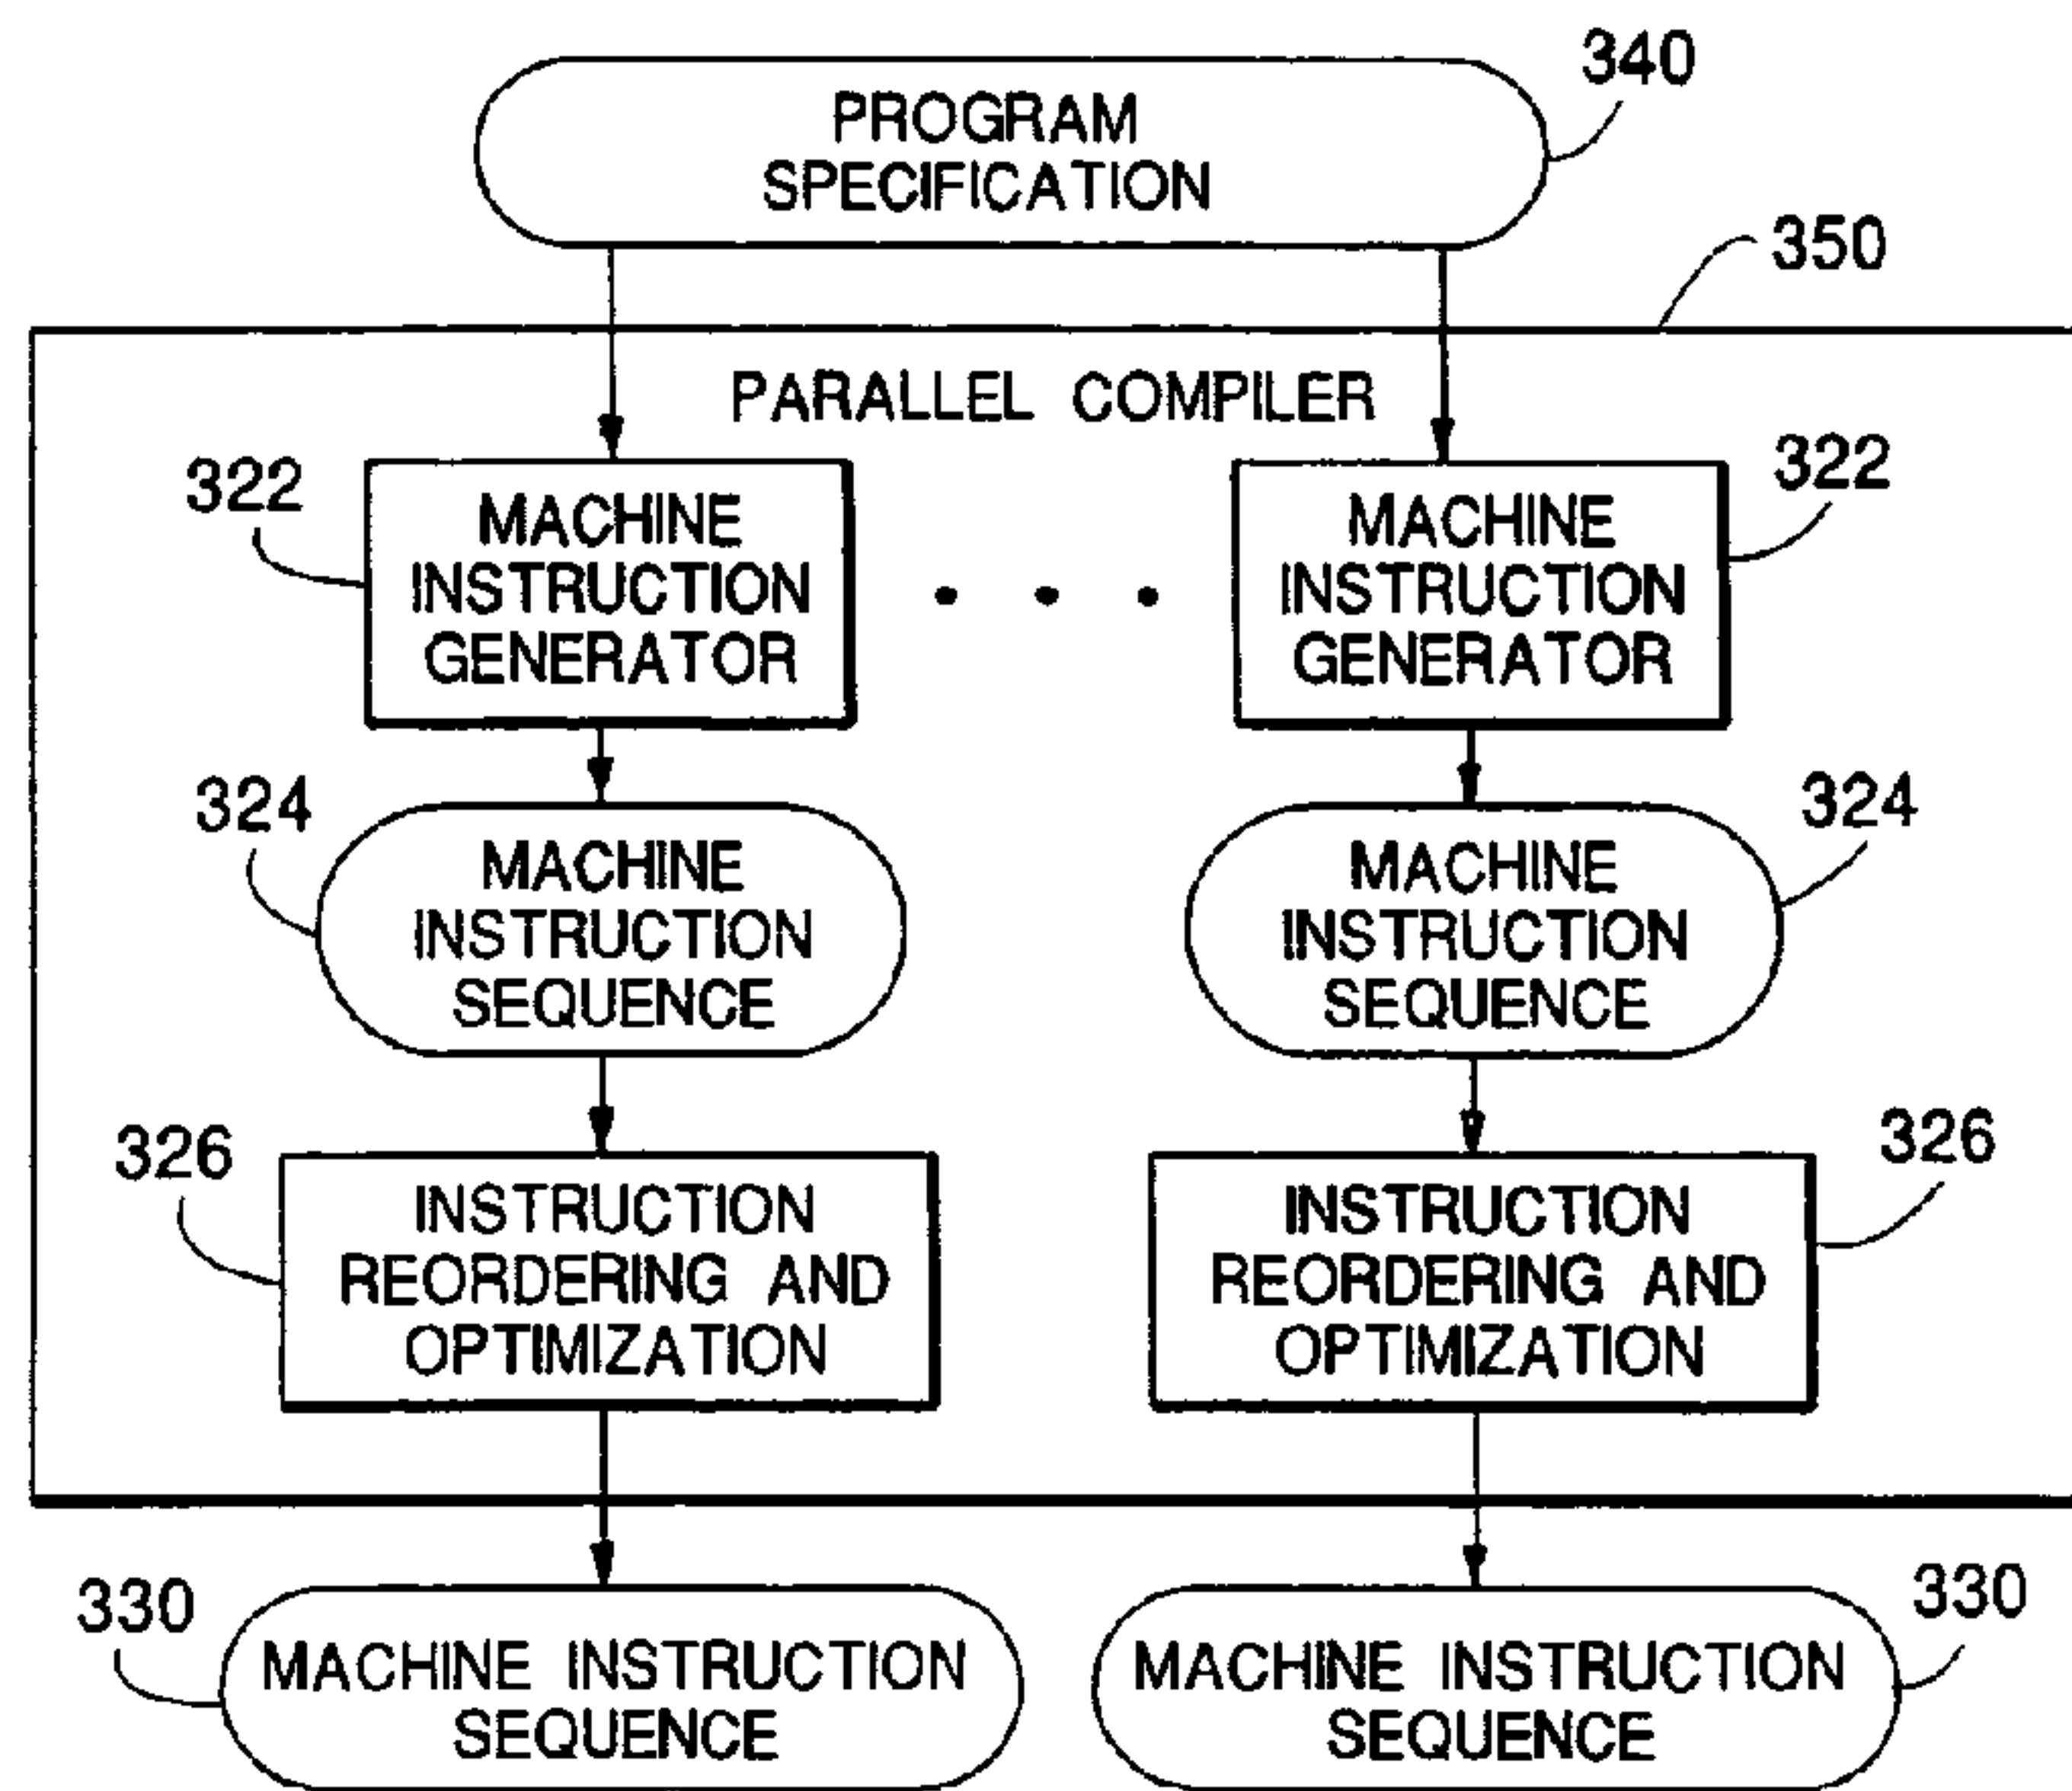 340
PROGRAM
SPECIFICATION
350
PARALLEL COMPILER
322
MACHINE
INSTRUCTION
GENERATOR
322
MACHINE
INSTRUCTION
GENERATOR
324
MACHINE
INSTRUCTION
SEQUENCE
324
MACHINE
INSTRUCTION
SEQUENCE
326
INSTRUCTION
REORDERING AND
OPTIMIZATION
326
INSTRUCTION
REORDERING AND
OPTIMIZATION
330
MACHINE INSTRUCTION
SEQUENCE
330
MACHINE INSTRUCTION
SEQUENCE